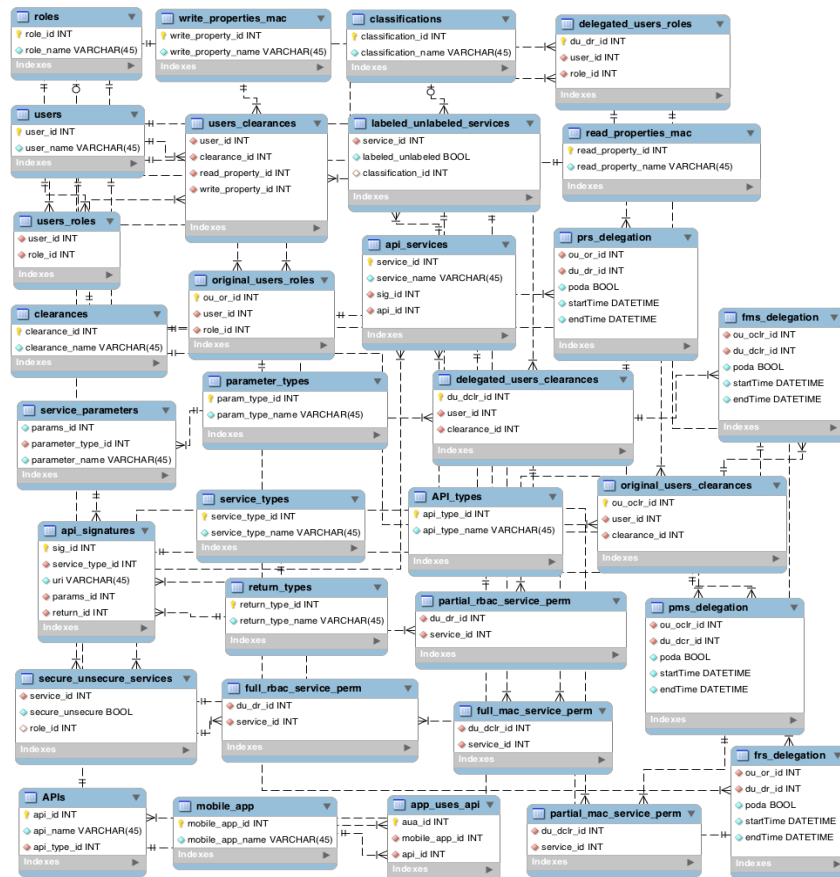 roles
role_id INT
role_name VARCHAR(45)
Indexes
write_properties_mac
write_property_id INT
write_property_name VARCHAR(45)
Indexes
classifications
classification_id INT
classification_name VARCHAR(45)
Indexes
delegated_users_roles
du_dr_id INT
user_id INT
role_id INT
Indexes
users
user_id INT
user_name VARCHAR(45)
Indexes
users_clearances
user_id INT
clearance_id INT
read_property_id INT
write_property_id INT
Indexes
labeled_unlabeled_services
service_id INT
labeled_unlabeled BOOL
classification_id INT
Indexes
read_properties_mac
read_property_id INT
read_property_name VARCHAR(45)
Indexes
users_roles
user_id INT
role_id INT
Indexes
api_services
service_id INT
service_name VARCHAR(45)
sig_id INT
api_id INT
Indexes
prs_delegation
ou_or_id INT
du_dr_id INT
poda BOOL
startTime DATETIME
endTime DATETIME
Indexes
original_users_roles
ou_or_id INT
user_id INT
role_id INT
Indexes
clearances
clearance_id INT
clearance_name VARCHAR(45)
Indexes
fms_delegation
ou_oclr_id INT
du_dclr_id INT
poda BOOL
startTime DATETIME
endTime DATETIME
Indexes
parameter_types
param_type_id INT
param_type_name VARCHAR(45)
Indexes
delegated_users_clearances
du_dclr_id INT
user_id INT
clearance_id INT
Indexes
service_parameters
params_id INT
parameter_type_id INT
parameter_name VARCHAR(45)
Indexes
service_types
service_type_id INT
service_type_name VARCHAR(45)
Indexes
API_types
api_type_id INT
api_type_name VARCHAR(45)
Indexes
original_users_clearances
ou_oclr_id INT
user_id INT
clearance_id INT
Indexes
api_signatures
sig_id INT
service_type_id INT
uri VARCHAR(45)
params_id INT
return_id INT
Indexes
return_types
return_type_id INT
return_type_name VARCHAR(45)
Indexes
partial_rbac_service_perm
du_dr_id INT
service_id INT
Indexes
pms_delegation
ou_oclr_id INT
du_dcr_id INT
poda BOOL
startTime DATETIME
endTime DATETIME
Indexes
secure_unsecure_services
service_id INT
secure_unsecure BOOL
role_id INT
Indexes
full_rbac_service_perm
du_dr_id INT
service_id INT
Indexes
full_mac_service_perm
du_dclr_id INT
service_id INT
Indexes
frs_delegation
ou_or_id INT
du_dr_id INT
poda BOOL
startTime DATETIME
endTime DATETIME
Indexes
APIs
api_id INT
api_name VARCHAR(45)
api_type_id INT
Indexes
mobile_app
mobile_app_id INT
mobile_app_name VARCHAR(45)
Indexes
app_uses_api
aua_id INT
mobile_app_id INT
api_id INT
Indexes
partial_mac_service_perm
du_dclr_id INT
service_id INT
Indexes